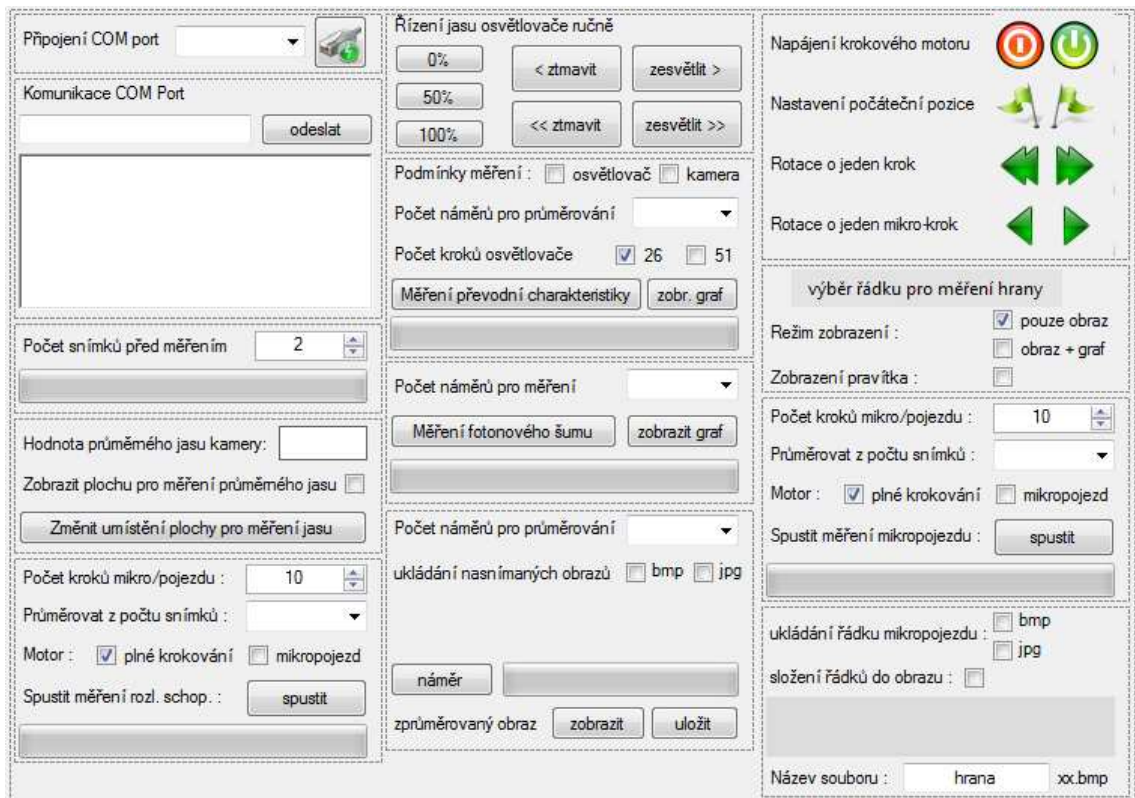 Připojení COM port
Komunikace COM Port
odeslat
Počet snímků před měřením 2
Hodnota průměrného jasu kamery:
Zobrazit plochu pro měření průměrného jasu
Změnit umístění plochy pro měření jasu
Počet kroků mikro/pojezdu : 10
Průměrovat z počtu snímků :
Motor : plné krokování mikropojezd
Spustit měření rozl. schop. : spustit
Řízení jasu osvětlovače ručně
0% < ztmavit zesvětlit >
50%
100% << ztmavit zesvětlit >>
Podmínky měření : osvětlovač kamera
Počet náměrů pro průměrování
Počet kroků osvětlovače 26 51
Měření převodní charakteristiky zobr. graf
Počet náměrů pro měření
Měření fotonového šumu zobrazit graf
Počet náměrů pro průměrování
ukládání nasnímaných obrazů bmp jpg
náměr
zprůměrovaný obraz zobrazit uložit
Napájení krokového motoru
Nastavení počáteční pozice
Rotace o jeden krok
Rotace o jeden mikro-krok
výběr řádku pro měření hrany
Režim zobrazení : pouze obraz
obraz + graf
Zobrazení pravítka :
Počet kroků mikro/pojezdu : 10
Průměrovat z počtu snímků :
Motor : plné krokování mikropojezd
Spustit měření mikropojezdu : spustit
ukládání řádku mikropojezdu : bmp
jpg
složení řádků do obrazu :
Název souboru : hrana xx.bmp